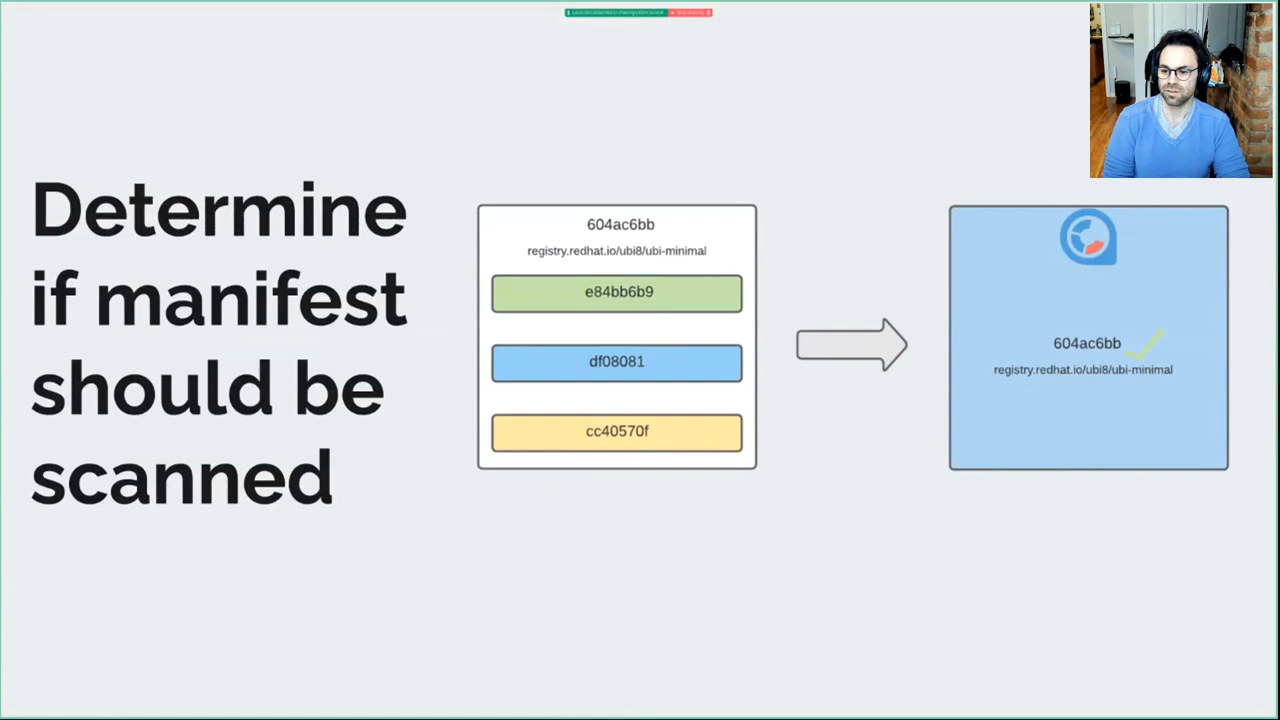 Determine
if manifest
should be
scanned
604ac6bb
registry.redhat.io/ubi8/ubi-minimal
e84bb6b9
df08081
cc40570f
604ac6bb
registry.redhat.io/ubi8/ubi-minimal